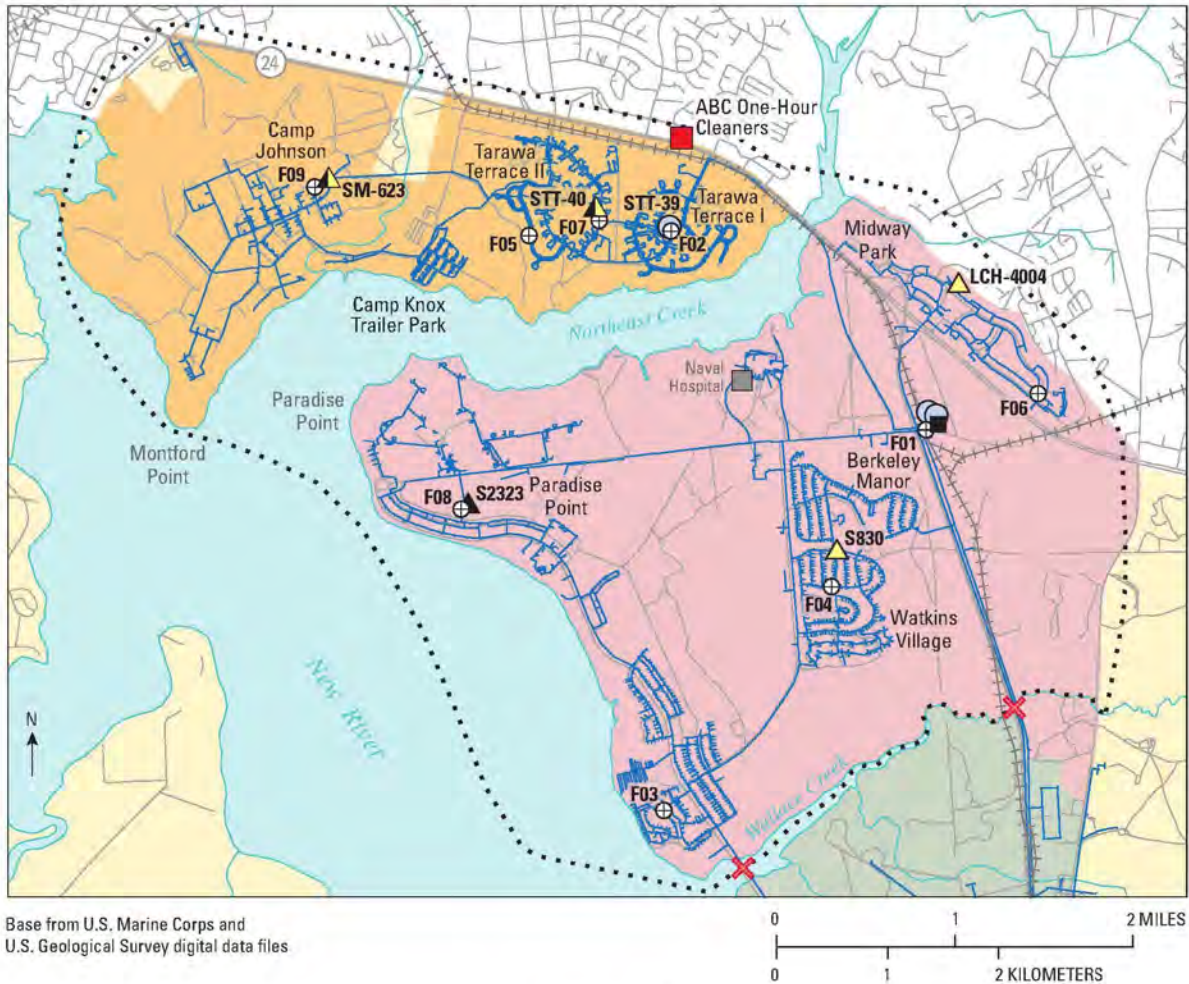 24
ABC One-Hour
Cleaners
Camp
Johnson
Tarawa
Terrace II
F09
SM-623
STT-40
STT-39
Tarawa
Terrace I
F05
F07
F02
Midway
Park
LCH-4004
Camp Knox
Trailer Park
Northeast Creek
Naval
Hospital
Paradise
Point
F06
F01
Montford
Point
Berkeley
Manor
F08
S2323
Paradise
Point
S830
F04
Watkins
Village
New River
N
F03
Wallace Creek
Base from U.S. Marine Corps and
U.S. Geological Survey digital data files
0 1 2 MILES
0 1 2 KILOMETERS